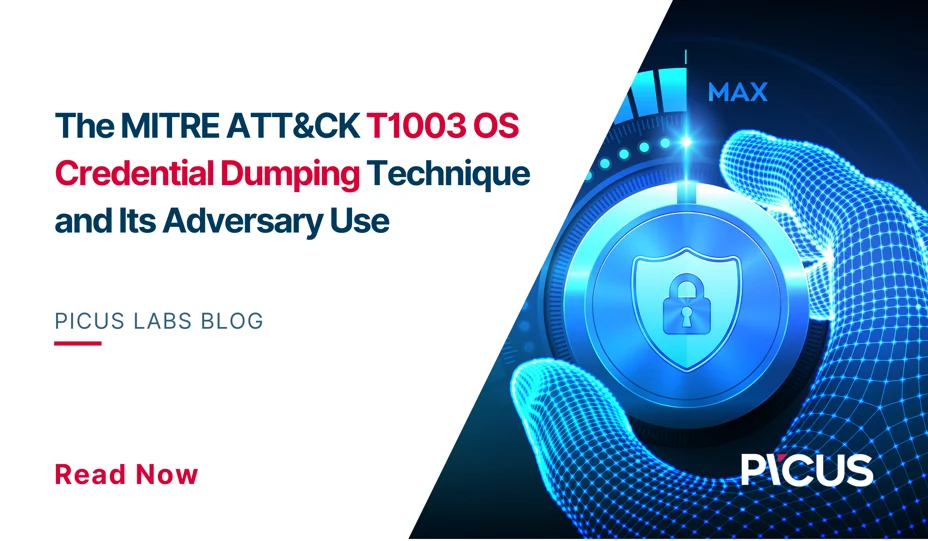 The MITRE ATT&CK T1003 OS
Credential Dumping Technique
and Its Adversary Use
PICUS LABS BLOG
Read Now
MAX
PICUS